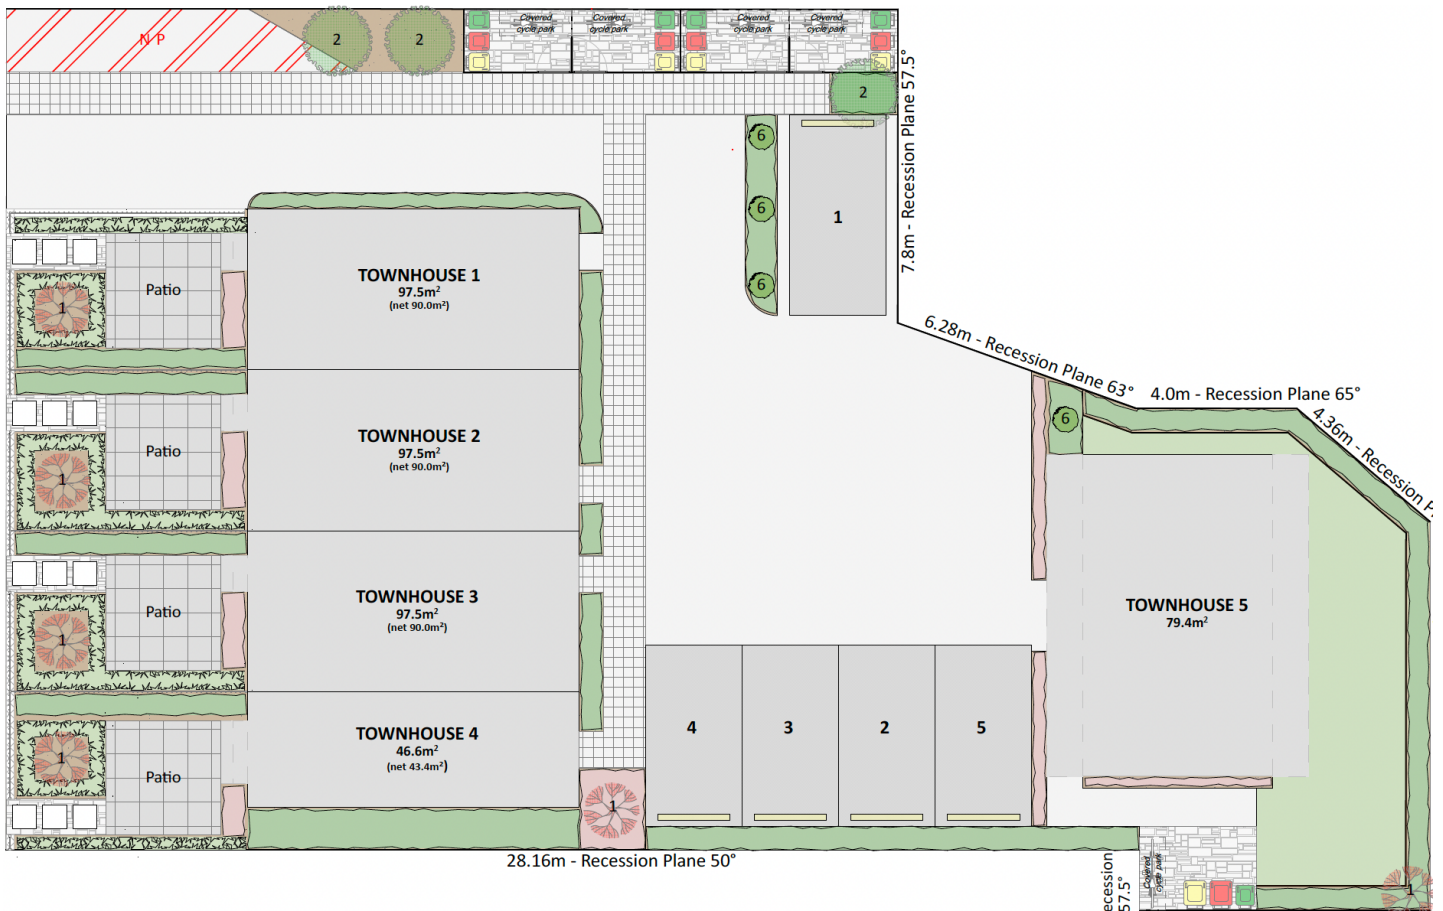 N P
2
2
Covered
cycle park
Covered
cycle park
Covered
cycle park
Covered
cycle park
2
7.8m - Recession Plane 57.5°
6
6
6
1
TOWNHOUSE 1
97.5m²
(net 90.0m²)
Patio
1
6.28m - Recession Plane 63°
4.0m - Recession Plane 65°
4.36m - Recession
6
TOWNHOUSE 2
97.5m²
(net 90.0m²)
Patio
1
TOWNHOUSE 3
97.5m²
(net 90.0m²)
Patio
1
TOWNHOUSE 5
79.4m²
TOWNHOUSE 4
46.6m²
(net 43.4m²)
Patio
1
4
3
2
5
1
28.16m - Recession Plane 50°
ecession
57.5°
Covered
cycle park
1